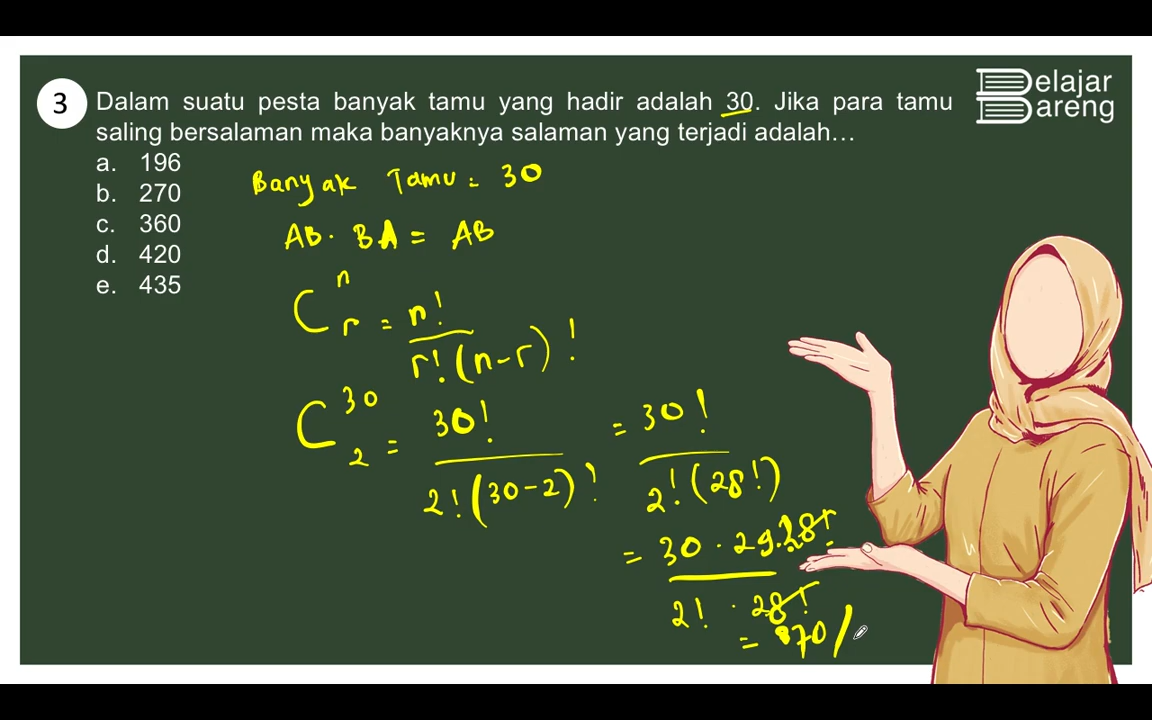 3
Dalam suatu pesta banyak tamu yang hadir adalah 30. Jika para tamu
saling bersalaman maka banyaknya salaman yang terjadi adalah...
a. 196
b. 270
c. 360
d. 420
e. 435
Belajar
Bareng
Banyak Tamu = 30
AB . BA = AB
C n r = n! / r! (n-r)!
C 30 2 = 30! / 2! (30-2)! = 30! / 2! (28!)
= 30 . 29. 28! / 2! . 28!
= 870/